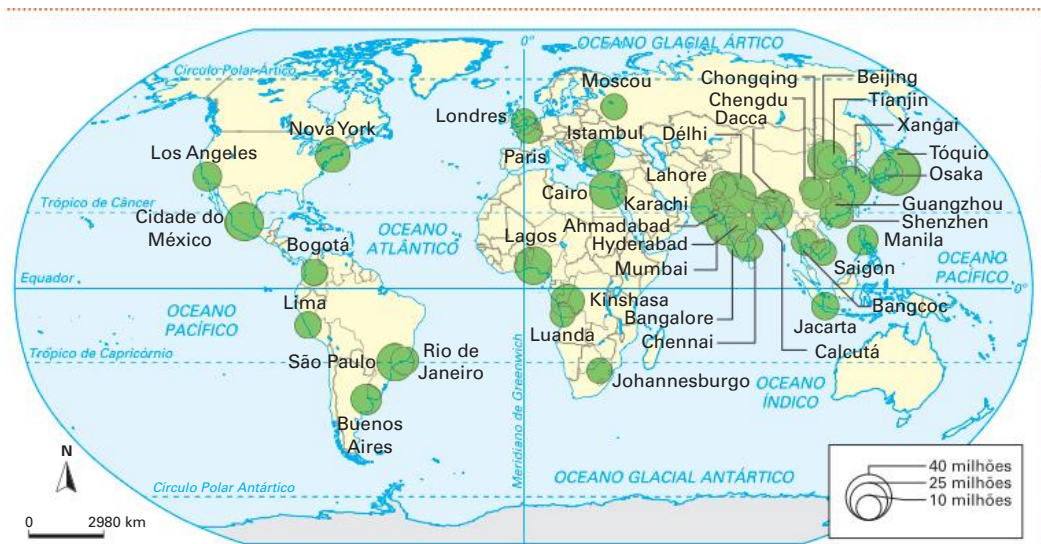 OCEANO GLACIAL ÁRTICO
0°
Círculo Polar Ártico
Moscou
Chongqing
Beijing
Chengdu
Tianjin
Londres
Dacca
Nova York
Istambul
Délhi
Xangai
Los Angeles
Paris
Tóquio
Lahore
Osaka
Cairo
Karachi
Trópico de Câncer
Guangzhou
Cidade do
México
OCEANO
ATLÂNTICO
Ahmadabad
Shenzhen
Bogotá
Lagos
Hyderabad
Manila
OCEANO
PACÍFICO
Mumbai
Saigon
Equador
0°
Lima
Kinshasa
Bangcoc
OCEANO
PACÍFICO
Bangalore
Jacarta
Luanda
Chennai
Calcutá
Trópico de Capricórnio
São Paulo
Rio de
Janeiro
Meridiano de Greenwich
Johannesburgo
OCEANO
ÍNDICO
Buenos
Aires
N
OCEANO GLACIAL ANTÁRTICO
40 milhões
25 milhões
10 milhões
Círculo Polar Antártico
0 2980 km